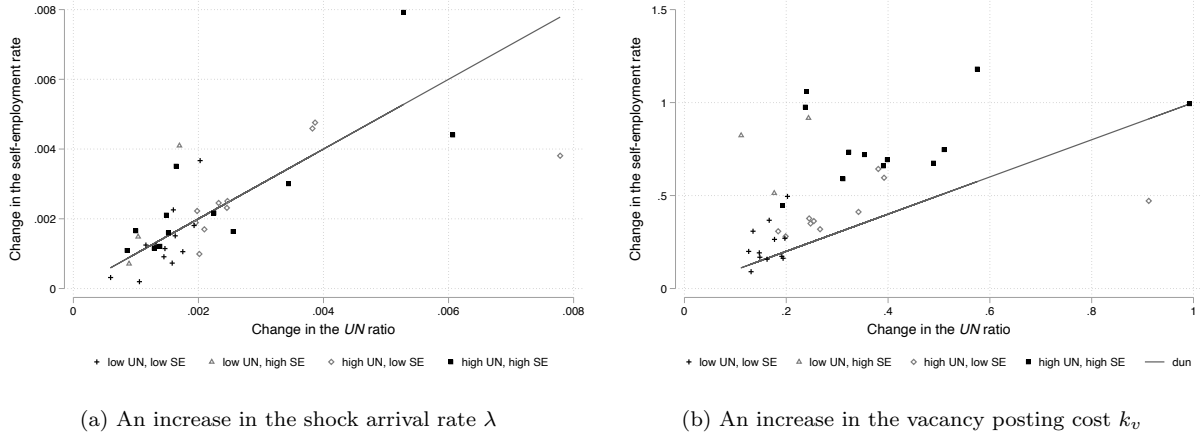 .008
.006
.004
.002
0
Change in the self-employment rate
0
.002
.004
.006
.008
Change in the UN ratio
low UN, low SE
low UN, high SE
high UN, low SE
high UN, high SE
(a) An increase in the shock arrival rate λ
1.5
1
.5
0
Change in the self-employment rate
0
.2
.4
.6
.8
1
Change in the UN ratio
low UN, low SE
low UN, high SE
high UN, low SE
high UN, high SE
dun
(b) An increase in the vacancy posting cost kᵥ